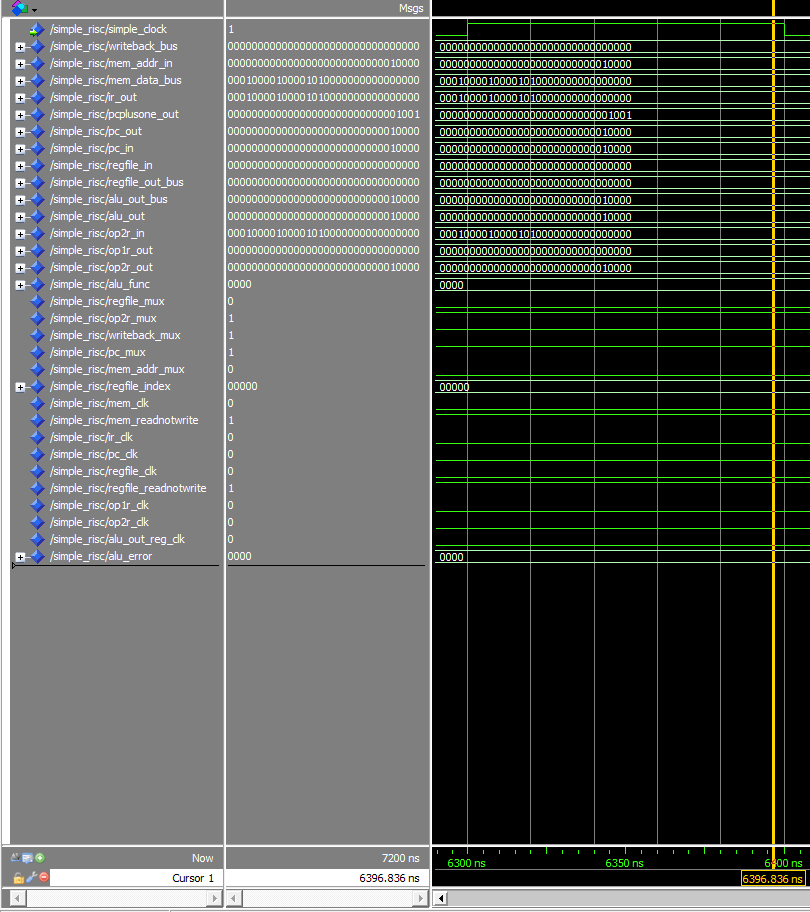 Msgs
/simple_risc/simple_clock 1
/simple_risc/writeback_bus 00000000000000000000000000000000 00000000000000000000000000000000
/simple_risc/mem_addr_in 00000000000000000000000000010000 00000000000000000000000000010000
/simple_risc/mem_data_bus 00010000100001010000000000000000 00010000100001010000000000000000
/simple_risc/ir_out 00010000100001010000000000000000 00010000100001010000000000000000
/simple_risc/pcplusone_out 00000000000000000000000000001001 00000000000000000000000000001001
/simple_risc/pc_out 00000000000000000000000000010000 00000000000000000000000000010000
/simple_risc/pc_in 00000000000000000000000000010000 00000000000000000000000000010000
/simple_risc/regfile_in 00000000000000000000000000000000 00000000000000000000000000000000
/simple_risc/regfile_out_bus 00000000000000000000000000000000 00000000000000000000000000000000
/simple_risc/alu_out_bus 00000000000000000000000000010000 00000000000000000000000000010000
/simple_risc/alu_out 00000000000000000000000000010000 00000000000000000000000000010000
/simple_risc/op2r_in 00010000100001010000000000000000 00010000100001010000000000000000
/simple_risc/op1r_out 00000000000000000000000000000000 00000000000000000000000000000000
/simple_risc/op2r_out 00000000000000000000000000010000 00000000000000000000000000010000
/simple_risc/alu_func 0000 0000
/simple_risc/regfile_mux 0
/simple_risc/op2r_mux 1
/simple_risc/writeback_mux 1
/simple_risc/pc_mux 1
/simple_risc/mem_addr_mux 0
/simple_risc/regfile_index 00000 00000
/simple_risc/mem_clk 0
/simple_risc/mem_readnotwrite 1
/simple_risc/ir_clk 0
/simple_risc/pc_clk 0
/simple_risc/regfile_clk 0
/simple_risc/regfile_readnotwrite 1
/simple_risc/op1r_clk 0
/simple_risc/op2r_clk 0
/simple_risc/alu_out_reg_clk 0
/simple_risc/alu_error 0000 0000
Now 7200 ns 6300 ns 6350 ns 6400 ns
Cursor 1 6396.836 ns 6396.836 ns